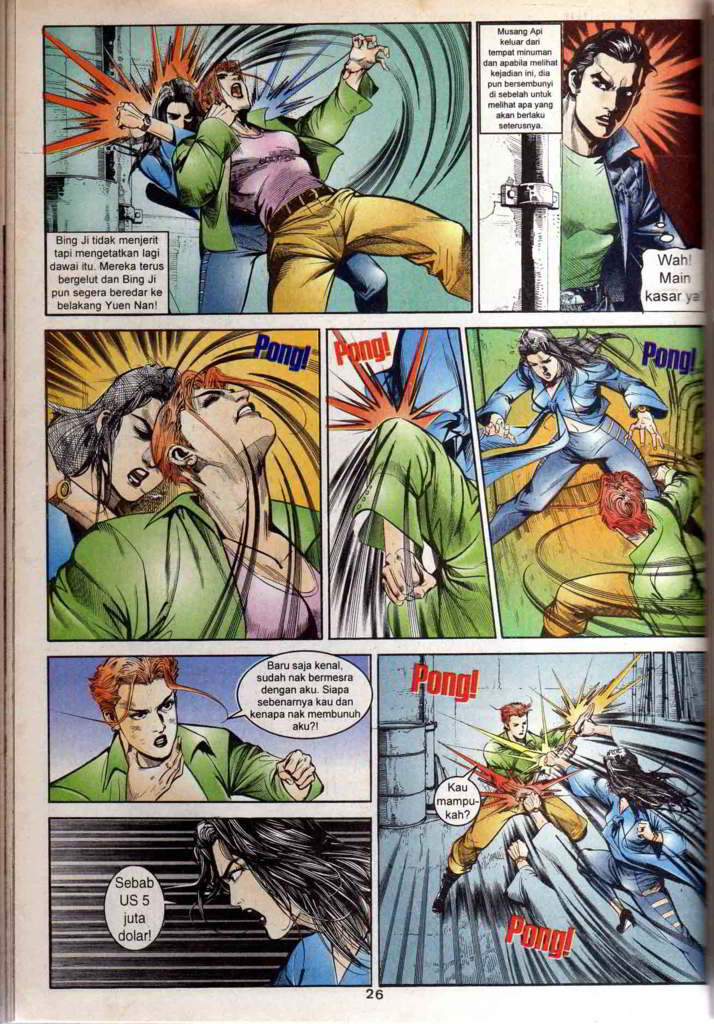 Bing Ji tidak menjerit
tapi mengetatkan lagi
dawai itu. Mereka terus
bergelut dan Bing Ji
pun segera beredar ke
belakang Yuen Nan!
Musang Api
keluar dari
tempat minuman
dan apabila melihat
kejadian ini, dia
pun bersembunyi
di sebelah untuk
melihat apa yang
akan berlaku
seterusnya.
Wah!
Main
kasar ya
Pong!
Pong!
Pong!
Baru saja kenal,
sudah nak bermesra
dengan aku. Siapa
sebenarnya kau dan
kenapa nak membunuh
aku?!
Sebab
US 5
juta
dolar!
Pong!
Kau
mampu-
kah?
Pong!
26